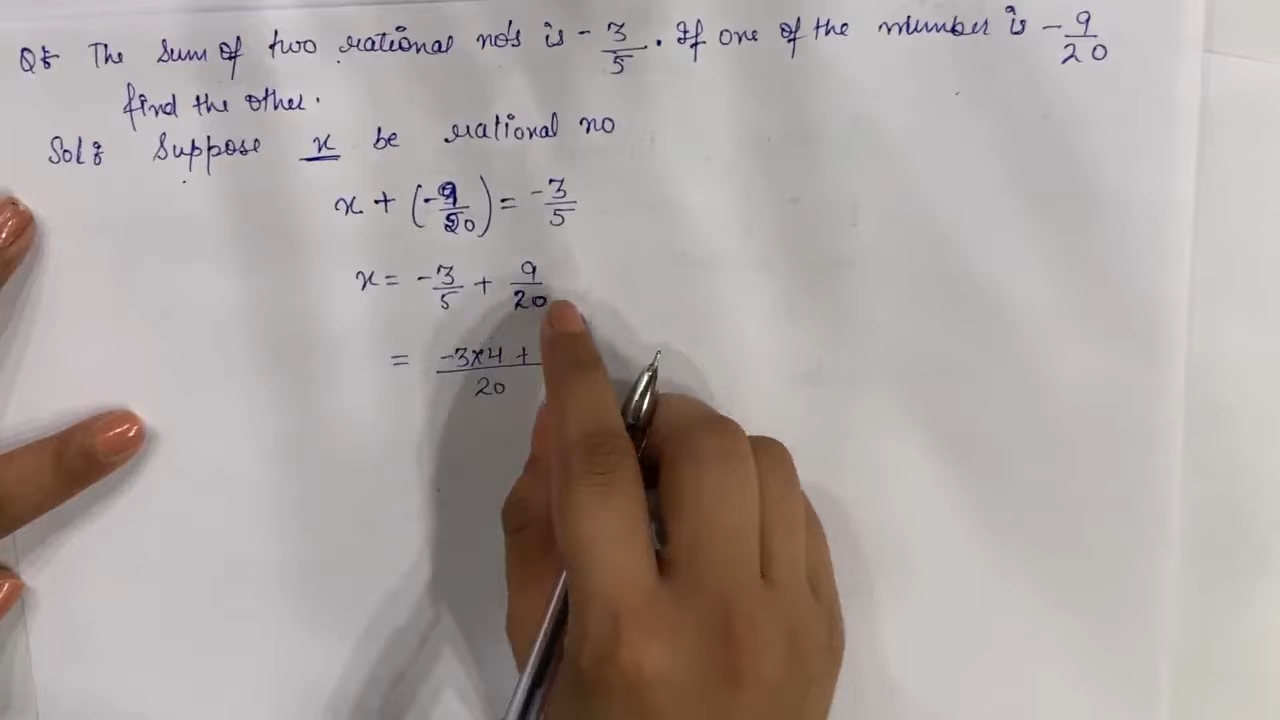 Q: The sum of two rational no's is -3/5. If one of the number is -9/20
find the other.
Sol: Suppose x be rational no
x + (-9/20) = -3/5
x = -3/5 + 9/20
= -3×4 + / 20